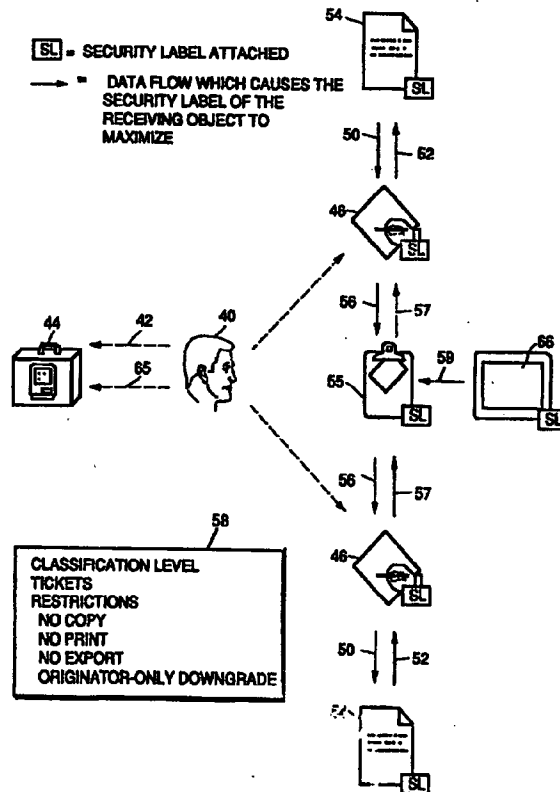 54
SL = SECURITY LABEL ATTACHED
SL
→ = DATA FLOW WHICH CAUSES THE
SECURITY LABEL OF THE
RECEIVING OBJECT TO
MAXIMIZE
50
52
46
SL
44
42
40
56
57
66
65
59
55
SL
SL
56
57
58
46
CLASSIFICATION LEVEL
TICKETS
RESTRICTIONS
NO COPY
NO PRINT
NO EXPORT
ORIGINATOR-ONLY DOWNGRADE
SL
50
52
SL